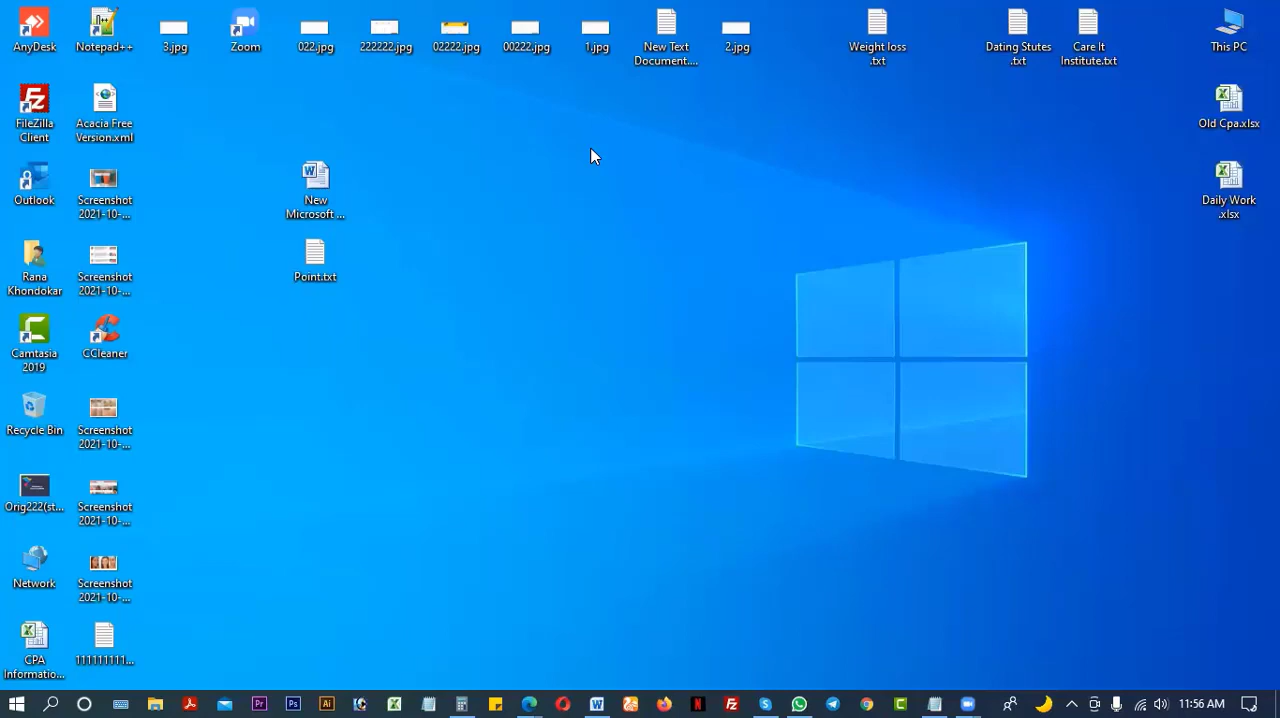 AnyDesk
Notepad++
3.jpg
Zoom
022.jpg
222222.jpg
02222.jpg
00222.jpg
1.jpg
New Text
Document....
2.jpg
Weight loss
.txt
Dating Stutes
.txt
Care It
Institute.txt
This PC
FileZilla
Client
Acacia Free
Version.xml
Old Cpa.xlsx
Outlook
Screenshot
2021-10-...
New
Microsoft ...
Daily Work
.xlsx
Rana
Khondokar
Screenshot
2021-10-...
Point.txt
Camtasia
2019
CCleaner
Recycle Bin
Screenshot
2021-10-...
Orig222(st...
Screenshot
2021-10-...
Network
Screenshot
2021-10-...
CPA
Informatio...
111111111...
11:56 AM